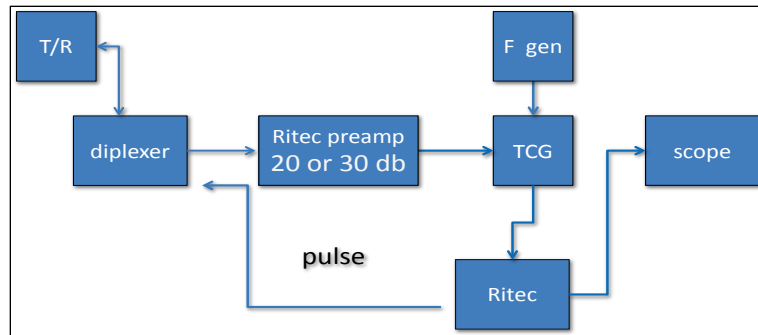 T/R
F gen
diplexer
Ritec preamp
20 or 30 db
TCG
scope
pulse
Ritec